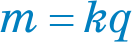 m = kq